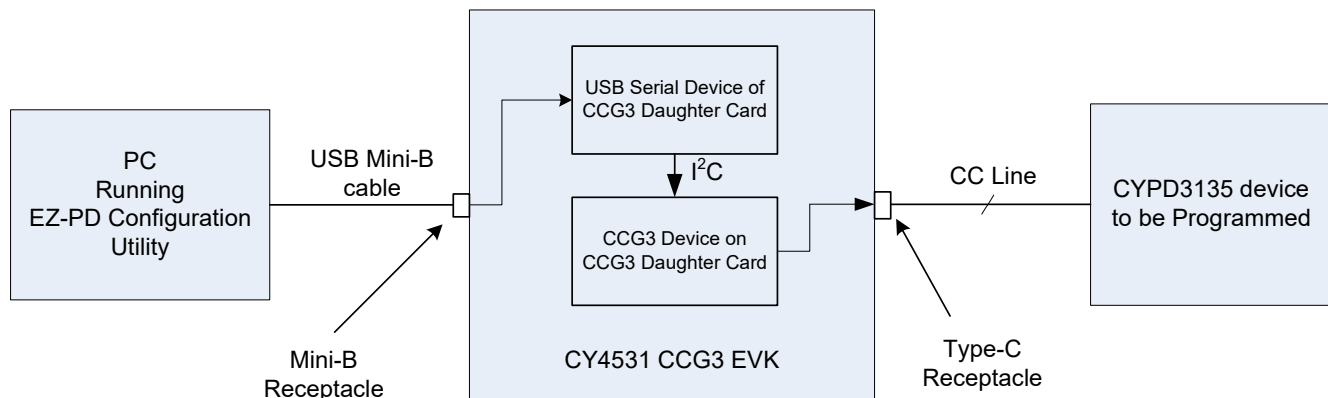 PC
Running
EZ-PD Configuration
Utility
USB Mini-B
cable
Mini-B
Receptacle
USB Serial Device of
CCG3 Daughter Card
I²C
CCG3 Device on
CCG3 Daughter Card
CY4531 CCG3 EVK
CC Line
Type-C
Receptacle
CYPD3135 device
to be Programmed